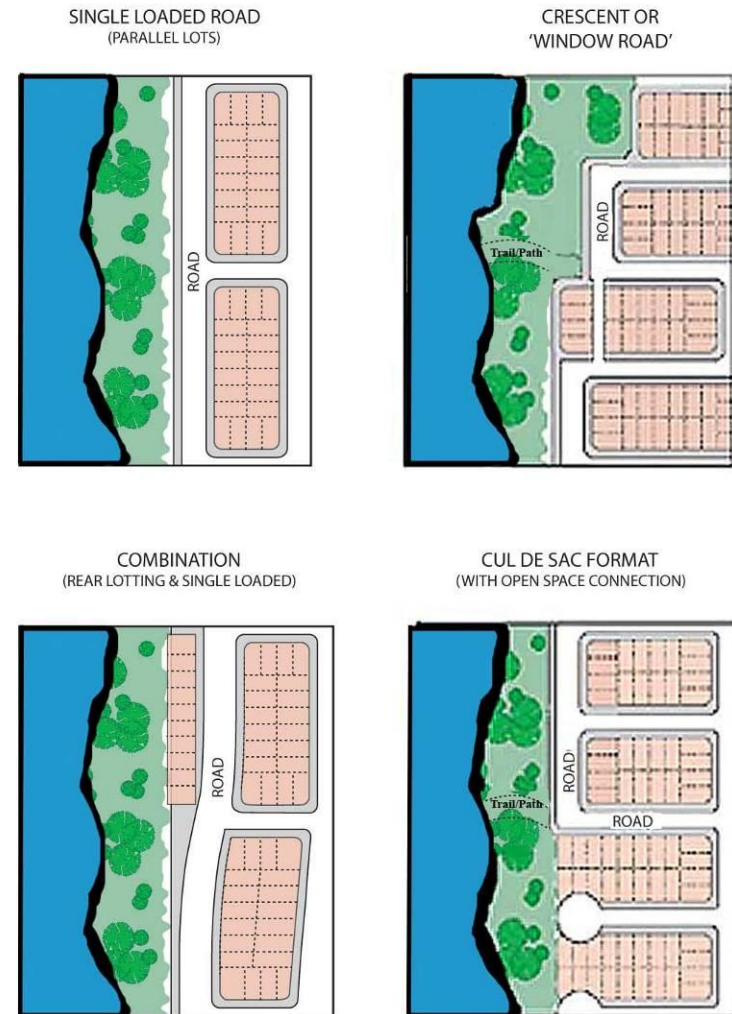 SINGLE LOADED ROAD
(PARALLEL LOTS)
ROAD
CRESCENT OR
'WINDOW ROAD'
ROAD
Trail/Path
COMBINATION
(REAR LOTTING & SINGLE LOADED)
ROAD
CUL DE SAC FORMAT
(WITH OPEN SPACE CONNECTION)
ROAD
Trail/Path
ROAD